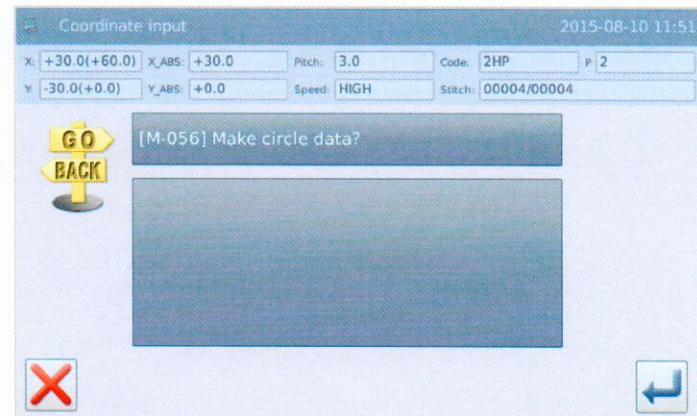 Coordinate input 2015-08-10 11:51
X: +30.0(+60.0) X_ABS: +30.0 Pitch: 3.0 Code: 2HP P 2
Y: -30.0(+0.0) Y_ABS: +0.0 Speed: HIGH Stitch: 00004/00004
GO
BACK
[M-056] Make circle data?